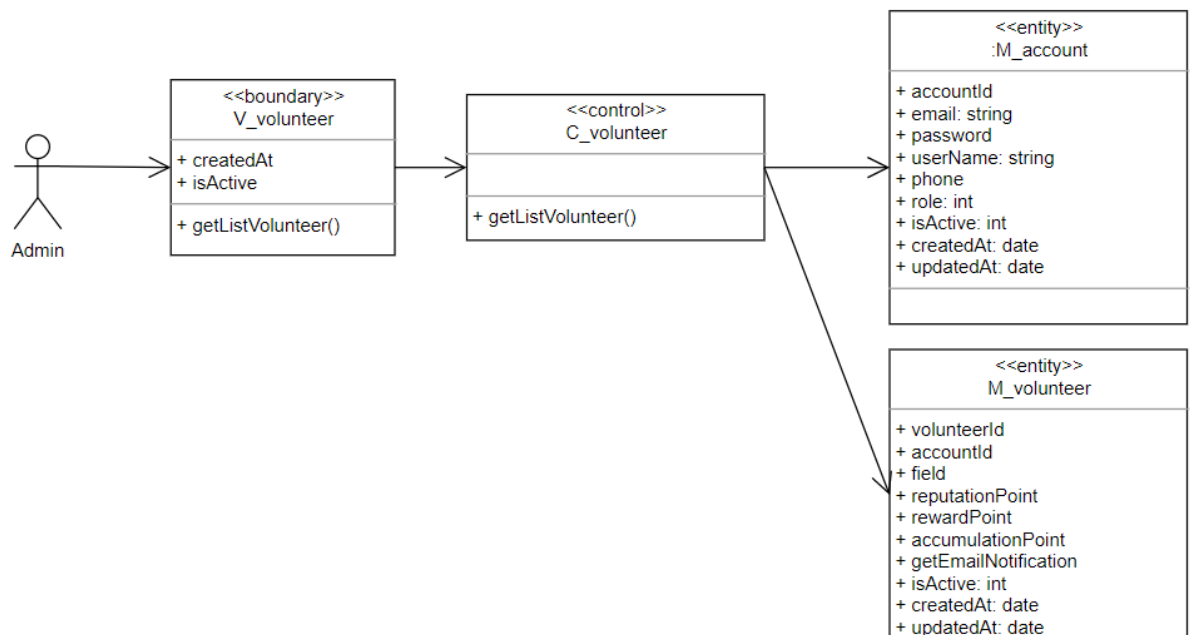 Admin
<<boundary>>
V_volunteer
+ createdAt
+ isActive
+ getListVolunteer()
<<control>>
C_volunteer
+ getListVolunteer()
<<entity>>
:M_account
+ accountId
+ email: string
+ password
+ userName: string
+ phone
+ role: int
+ isActive: int
+ createdAt: date
+ updatedAt: date
<<entity>>
M_volunteer
+ volunteerId
+ accountId
+ field
+ reputationPoint
+ rewardPoint
+ accumulationPoint
+ getEmailNotification
+ isActive: int
+ createdAt: date
+ updatedAt: date